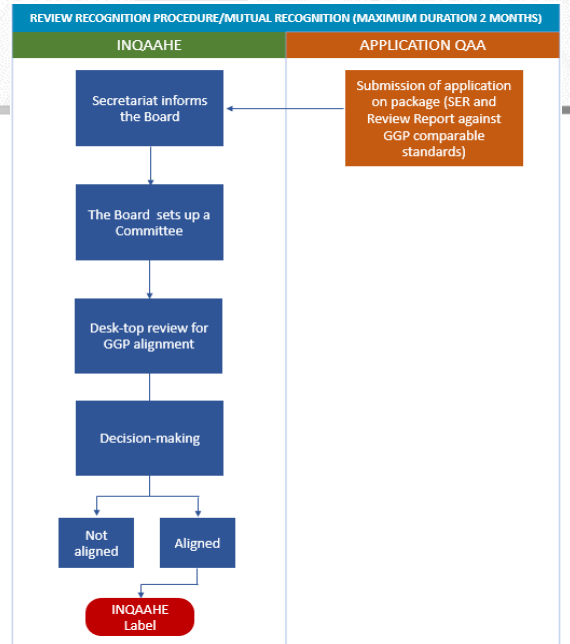 REVIEW RECOGNITION PROCEDURE/MUTUAL RECOGNITION (MAXIMUM DURATION 2 MONTHS)
INQAAHE
APPLICATION QAA
Secretariat informs
the Board
Submission of application
on package (SER and
Review Report against
GGP comparable
standards)
The Board  sets up a
Committee
Desk-top review for
GGP alignment
Decision-making
Not
aligned
Aligned
INQAAHE
Label